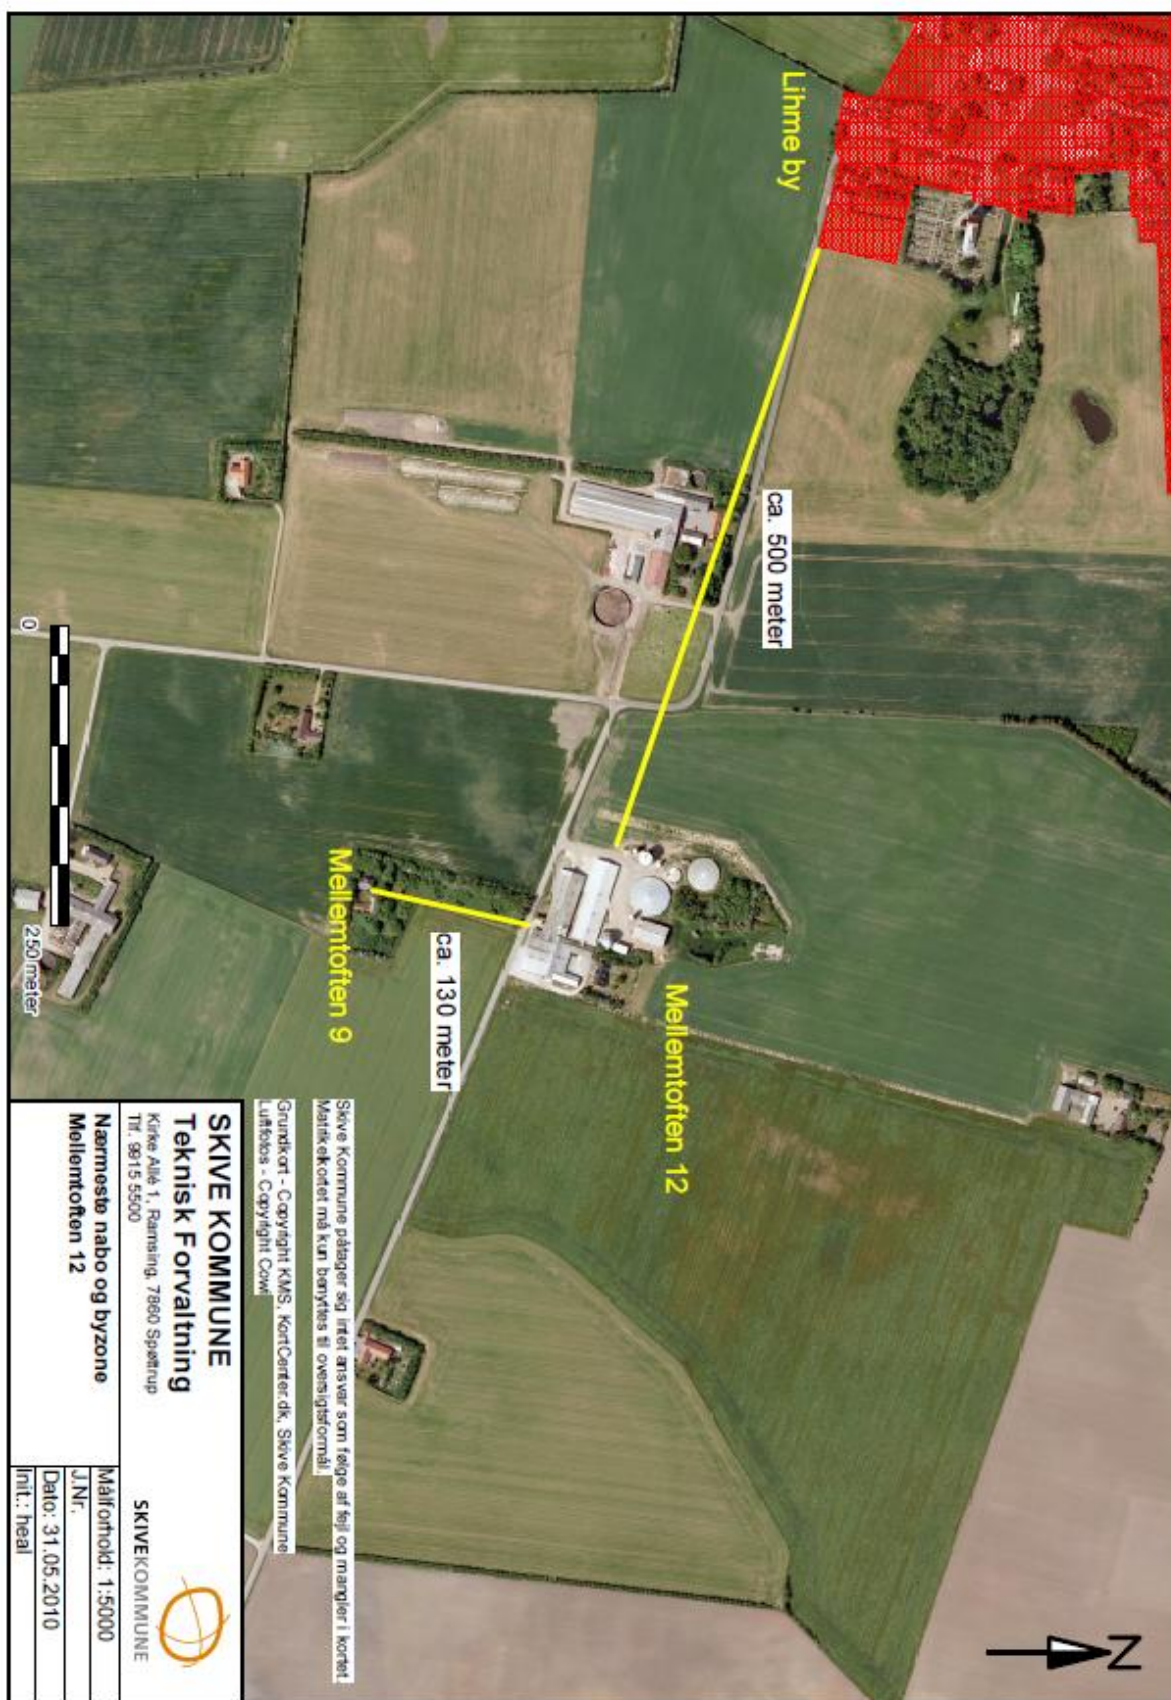 Lihme by
ca. 500 meter
Mellemtoften 12
ca. 130 meter
Mellemtoften 9
N
0
250 meter
Skive Kommune påtager sig intet ansvar som følge af fejl og mangler i kortet
Matrikelkortet må kun benyttes til oversigtsformål.
Grundkort - Copyright KMS, KortCenter.dk, Skive Kommune
Luftfotos - Copyright Cowi
SKIVE KOMMUNE
Teknisk Forvaltning
Kirke Allé 1, Ramsing, 7860 Spøttrup
Tlf. 9915 5500
SKIVEKOMMUNE
Nærmeste nabo og byzone
Mellemtoften 12
Målforhold: 1:5000
J.Nr.
Dato: 31.05.2010
Init.: heal